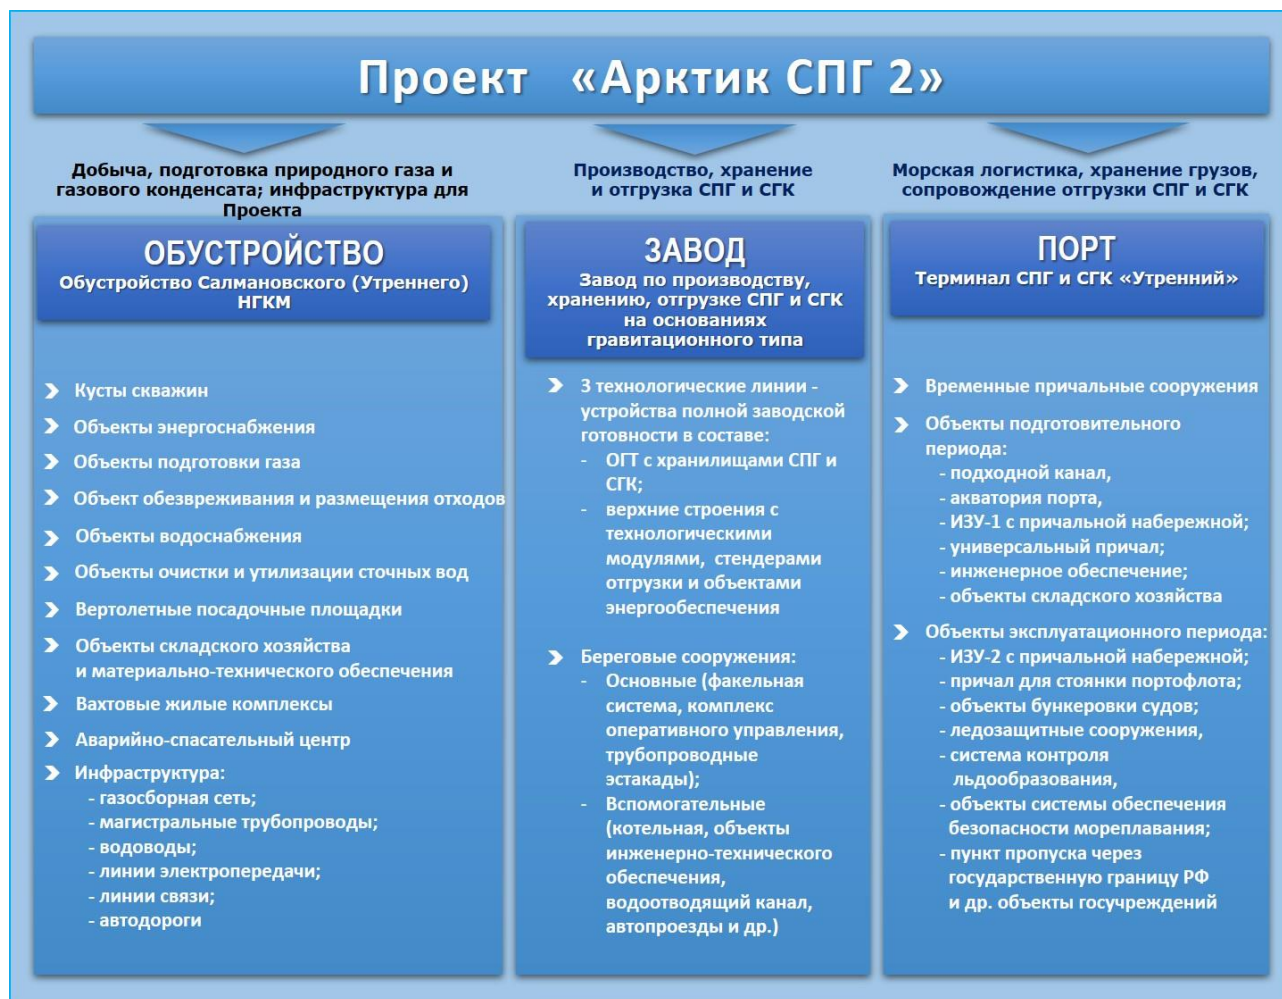 Проект «Арктик СПГ 2»
Добыча, подготовка природного газа и
газового конденсата; инфраструктура для
Проекта
ОБУСТРОЙСТВО
Обустройство Салмановского (Утреннего)
НГКМ
Кусты скважин
Объекты энергоснабжения
Объекты подготовки газа
Объект обезвреживания и размещения отходов
Объекты водоснабжения
Объекты очистки и утилизации сточных вод
Вертолетные посадочные площадки
Объекты складского хозяйства
и материально-технического обеспечения
Вахтовые жилые комплексы
Аварийно-спасательный центр
Инфраструктура:
- газосборная сеть;
- магистральные трубопроводы;
- водоводы;
- линии электропередачи;
- линии связи;
- автодороги
Производство, хранение
и отгрузка СПГ и СГК
ЗАВОД
Завод по производству,
хранению, отгрузке СПГ и СГК
на основаниях
гравитационного типа
3 технологические линии -
устройства полной заводской
готовности в составе:
- ОГТ с хранилищами СПГ и
СГК;
- верхние строения с
технологическими
модулями, стендерами
отгрузки и объектами
энергообеспечения
Береговые сооружения:
- Основные (факельная
система, комплекс
оперативного управления,
трубопроводные
эстакады);
- Вспомогательные
(котельная, объекты
инженерно-технического
обеспечения,
водоотводящий канал,
автопроезды и др.)
Морская логистика, хранение грузов,
сопровождение отгрузки СПГ и СГК
ПОРТ
Терминал СПГ и СГК «Утренний»
Временные причальные сооружения
Объекты подготовительного
периода:
- подходной канал,
- акватория порта,
- ИЗУ-1 с причальной набережной;
- универсальный причал;
- инженерное обеспечение;
- объекты складского хозяйства
Объекты эксплуатационного периода:
- ИЗУ-2 с причальной набережной;
- причал для стоянки портофлота;
- объекты бункеровки судов;
- ледозащитные сооружения,
- система контроля
льдообразования,
- объекты системы обеспечения
безопасности мореплавания;
- пункт пропуска через
государственную границу РФ
и др. объекты госучреждений